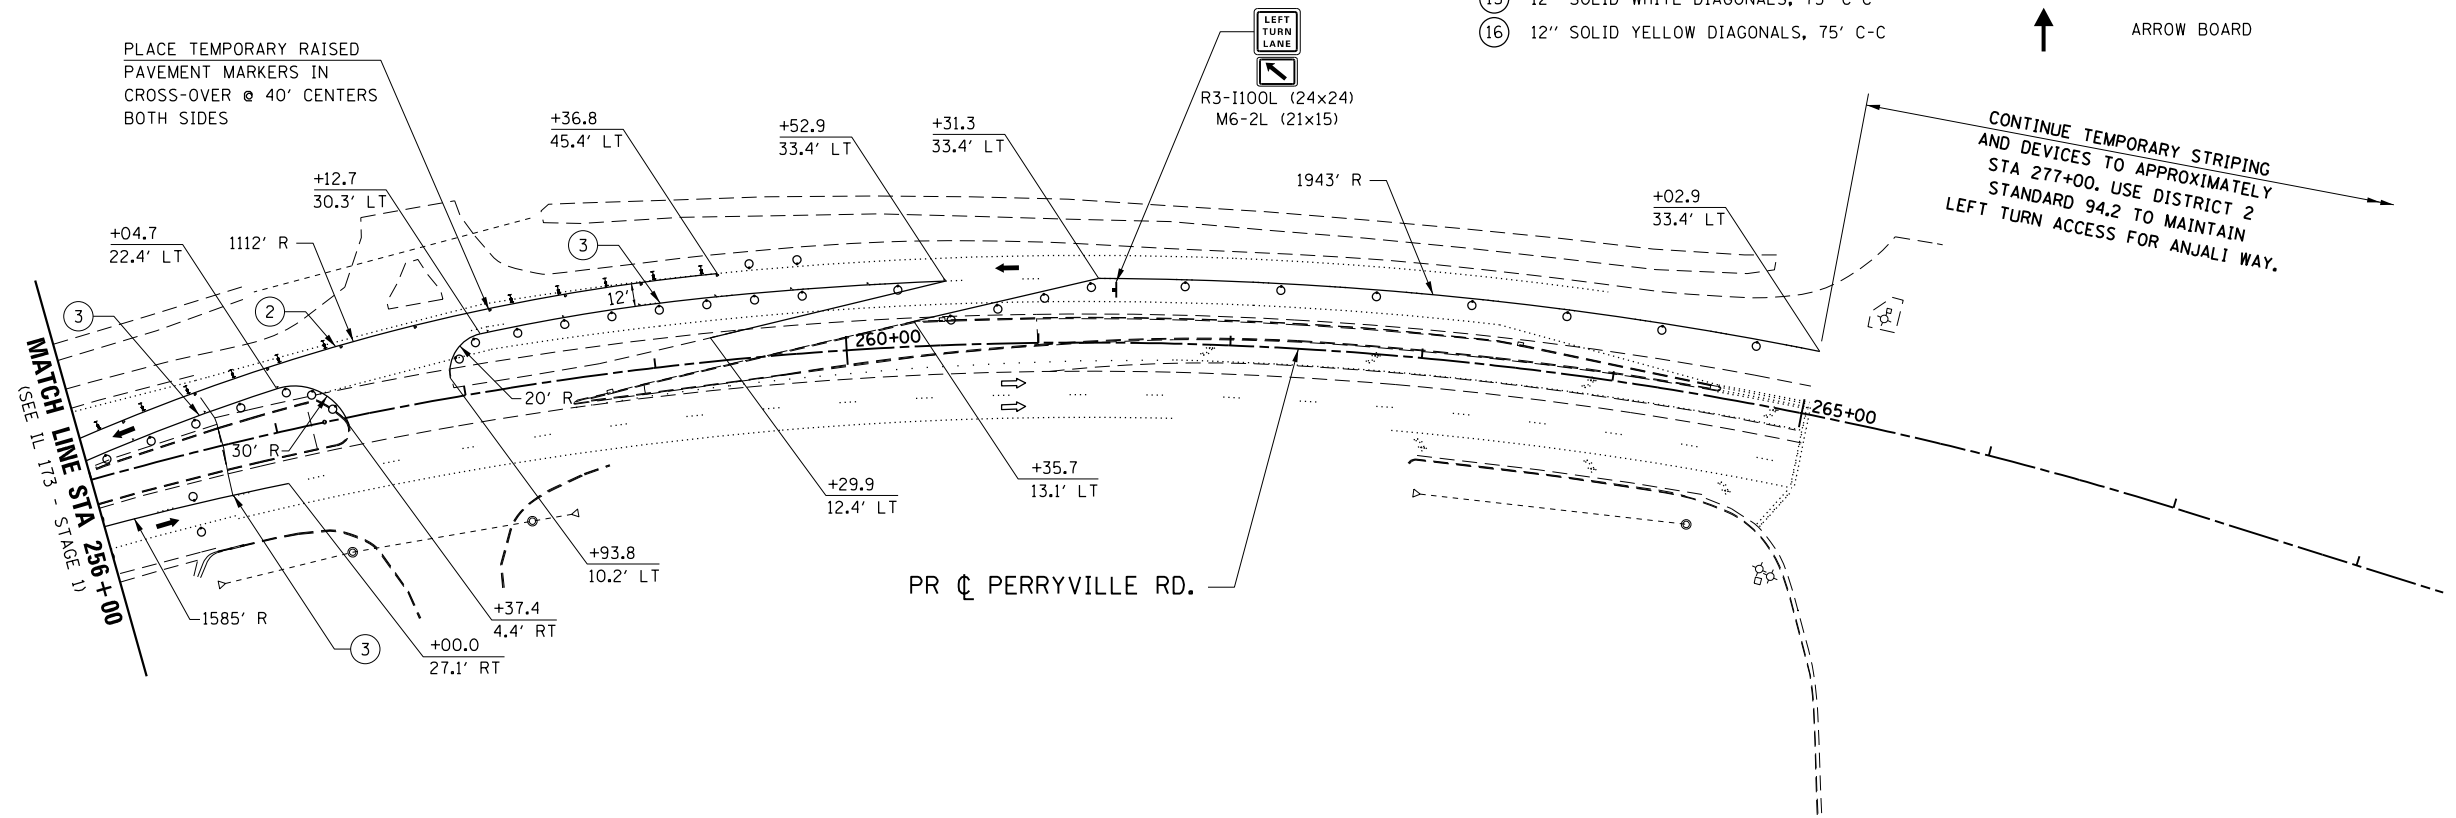 15 12'' SOLID WHITE DIAGONALS, 75' C-C
16 12'' SOLID YELLOW DIAGONALS, 75' C-C
ARROW BOARD
LEFT
TURN
LANE
R3-I100L (24x24)
M6-2L (21x15)
PLACE TEMPORARY RAISED
PAVEMENT MARKERS IN
CROSS-OVER @ 40' CENTERS
BOTH SIDES
+36.8
45.4' LT
+52.9
33.4' LT
+31.3
33.4' LT
1943' R
+02.9
33.4' LT
CONTINUE TEMPORARY STRIPING
AND DEVICES TO APPROXIMATELY
STA 277+00. USE DISTRICT 2
STANDARD 94.2 TO MAINTAIN
LEFT TURN ACCESS FOR ANJALI WAY.
+12.7
30.3' LT
+04.7
22.4' LT
1112' R
3
12'
3
2
260+00
20' R
265+00
30' R
MATCH LINE STA 256+00
(SEE IL 173 - STAGE 1)
+29.9
12.4' LT
+35.7
13.1' LT
+93.8
10.2' LT
PR ℄ PERRYVILLE RD.
+37.4
4.4' RT
1585' R
3
+00.0
27.1' RT